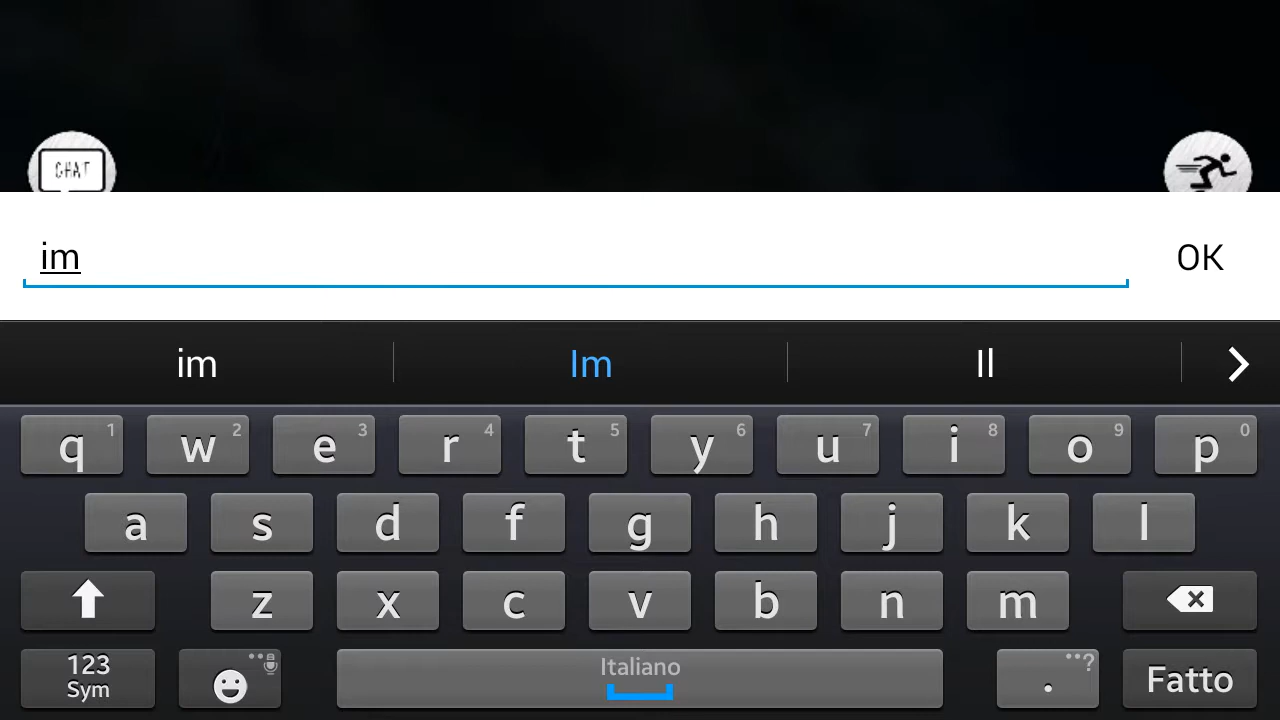 CHAT
im
OK
im Im Il
q 1 w 2 e 3 r 4 t 5 y 6 u 7 i 8 o 9 p 0
a s d f g h j k l
z x c v b n m
123 Sym Italiano . ? Fatto